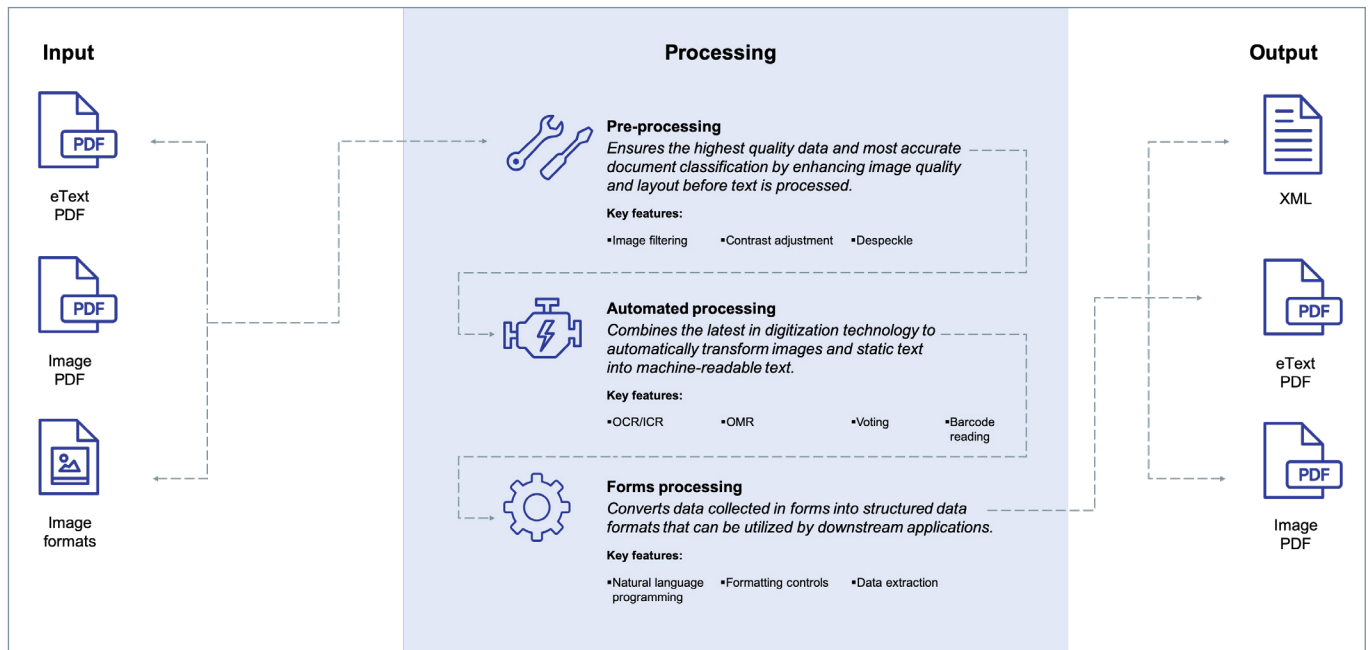 Input
PDF
eText
PDF
PDF
Image
PDF
Image
formats
Processing
Pre-processing
Ensures the highest quality data and most accurate
document classification by enhancing image quality
and layout before text is processed.
Key features:
▪Image filtering ▪Contrast adjustment ▪Despeckle
Automated processing
Combines the latest in digitization technology to
automatically transform images and static text
into machine-readable text.
Key features:
▪OCR/ICR ▪OMR ▪Voting ▪Barcode
reading
Forms processing
Converts data collected in forms into structured data
formats that can be utilized by downstream applications.
Key features:
▪Natural language ▪Formatting controls ▪Data extraction
programming
Output
XML
PDF
eText
PDF
PDF
Image
PDF